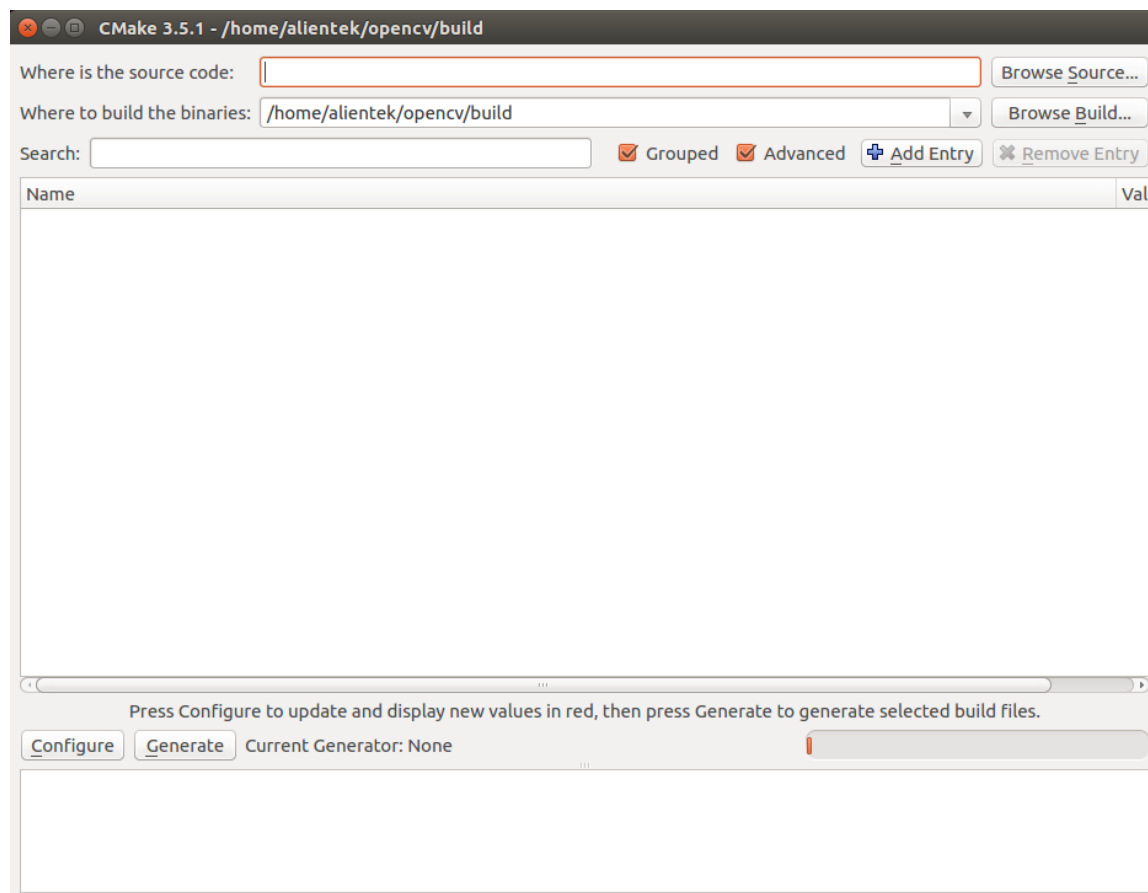 CMake 3.5.1 - /home/alientek/opencv/build
Where is the source code: Browse Source...
Where to build the binaries: /home/alientek/opencv/build Browse Build...
Search: Grouped Advanced Add Entry Remove Entry
Name Val
Press Configure to update and display new values in red, then press Generate to generate selected build files.
Configure Generate Current Generator: None